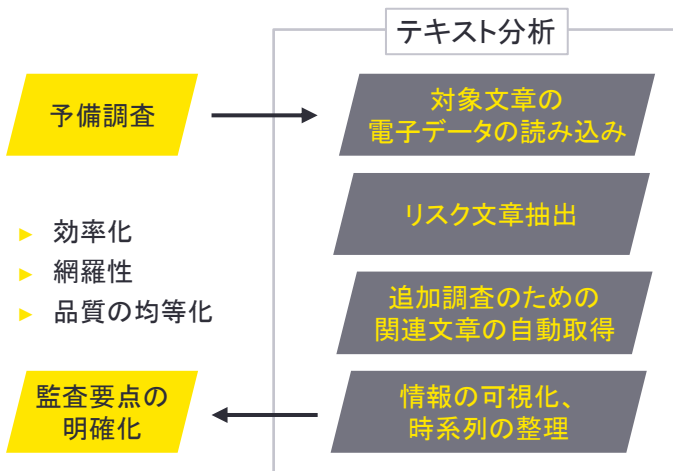 テキスト分析
予備調査
対象文章の
電子データの読み込み
リスク文章抽出
効率化
網羅性
品質の均等化
追加調査のための
関連文章の自動取得
監査要点の
明確化
情報の可視化、
時系列の整理